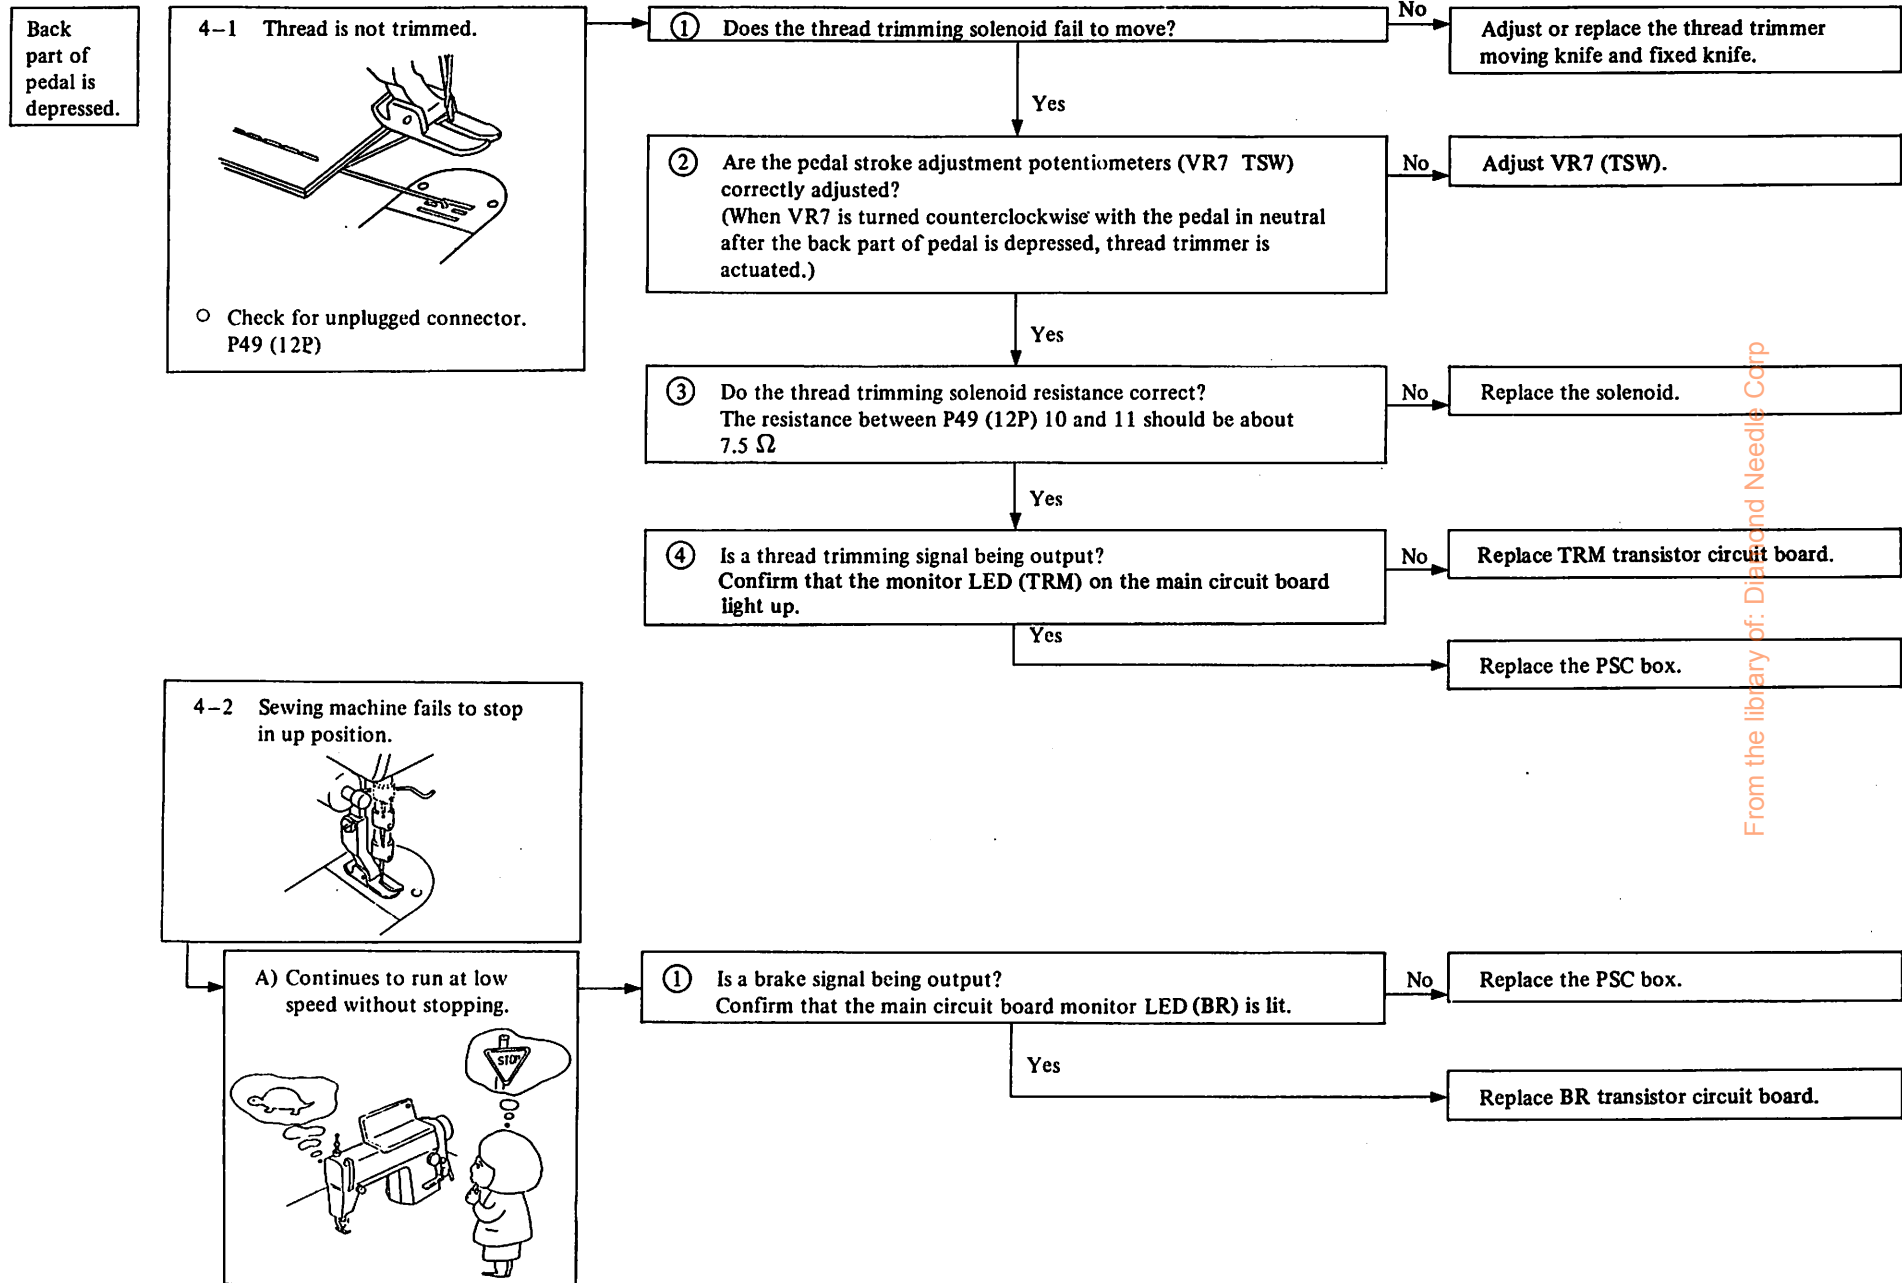 Back
part of
pedal is
depressed.
4–1 Thread is not trimmed.
○ Check for unplugged connector.
P49 (12P)
① Does the thread trimming solenoid fail to move?
No
Adjust or replace the thread trimmer
moving knife and fixed knife.
Yes
② Are the pedal stroke adjustment potentiometers (VR7 TSW)
correctly adjusted?
(When VR7 is turned counterclockwise with the pedal in neutral
after the back part of pedal is depressed, thread trimmer is
actuated.)
No
Adjust VR7 (TSW).
Yes
③ Do the thread trimming solenoid resistance correct?
The resistance between P49 (12P) 10 and 11 should be about
7.5 Ω
No
Replace the solenoid.
Yes
④ Is a thread trimming signal being output?
Confirm that the monitor LED (TRM) on the main circuit board
light up.
No
Replace TRM transistor circuit board.
Yes
Replace the PSC box.
4–2 Sewing machine fails to stop
in up position.
A) Continues to run at low
speed without stopping.
STOP
① Is a brake signal being output?
Confirm that the main circuit board monitor LED (BR) is lit.
No
Replace the PSC box.
Yes
Replace BR transistor circuit board.
From the library of: Diamond Needle Corp